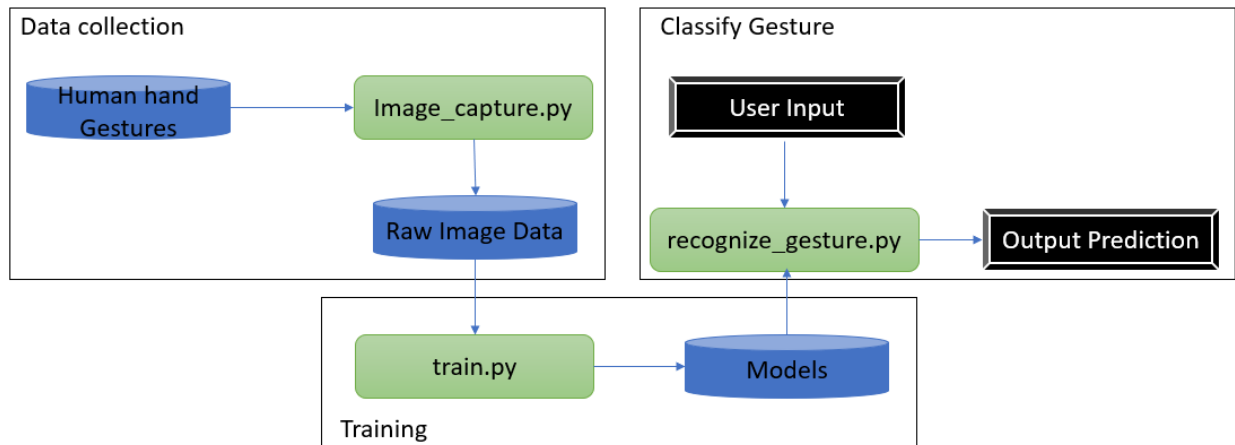 Data collection
Human hand
Gestures
Image_capture.py
Raw Image Data
Classify Gesture
User Input
recognize_gesture.py
Output Prediction
train.py
Models
Training